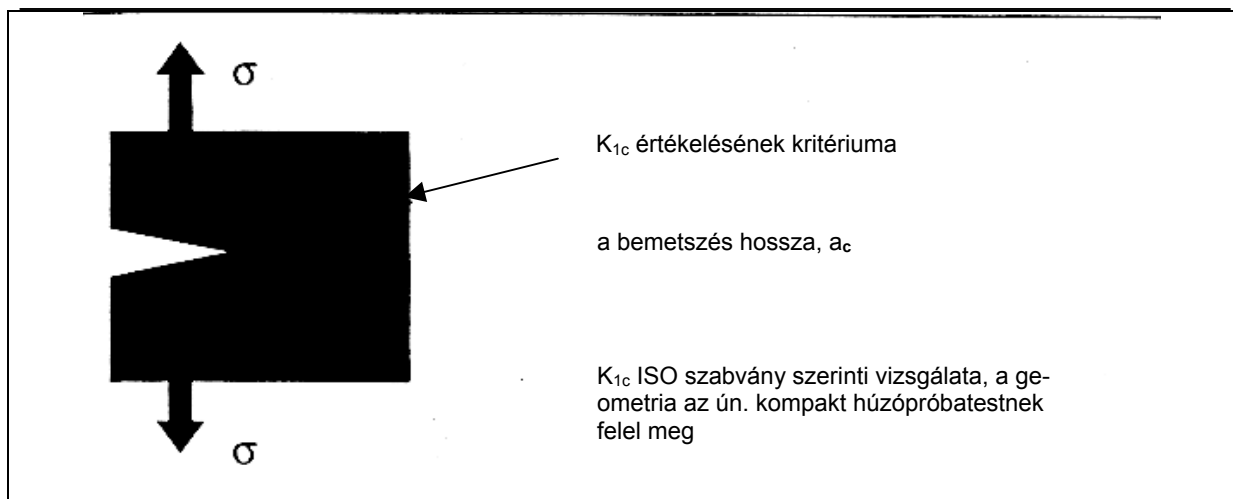 σ
K₁c értékelésének kritériuma
a bemetszés hossza, ac
K₁c ISO szabvány szerinti vizsgálata, a ge-
ometria az ún. kompakt húzópróbatestnek
felel meg
σ